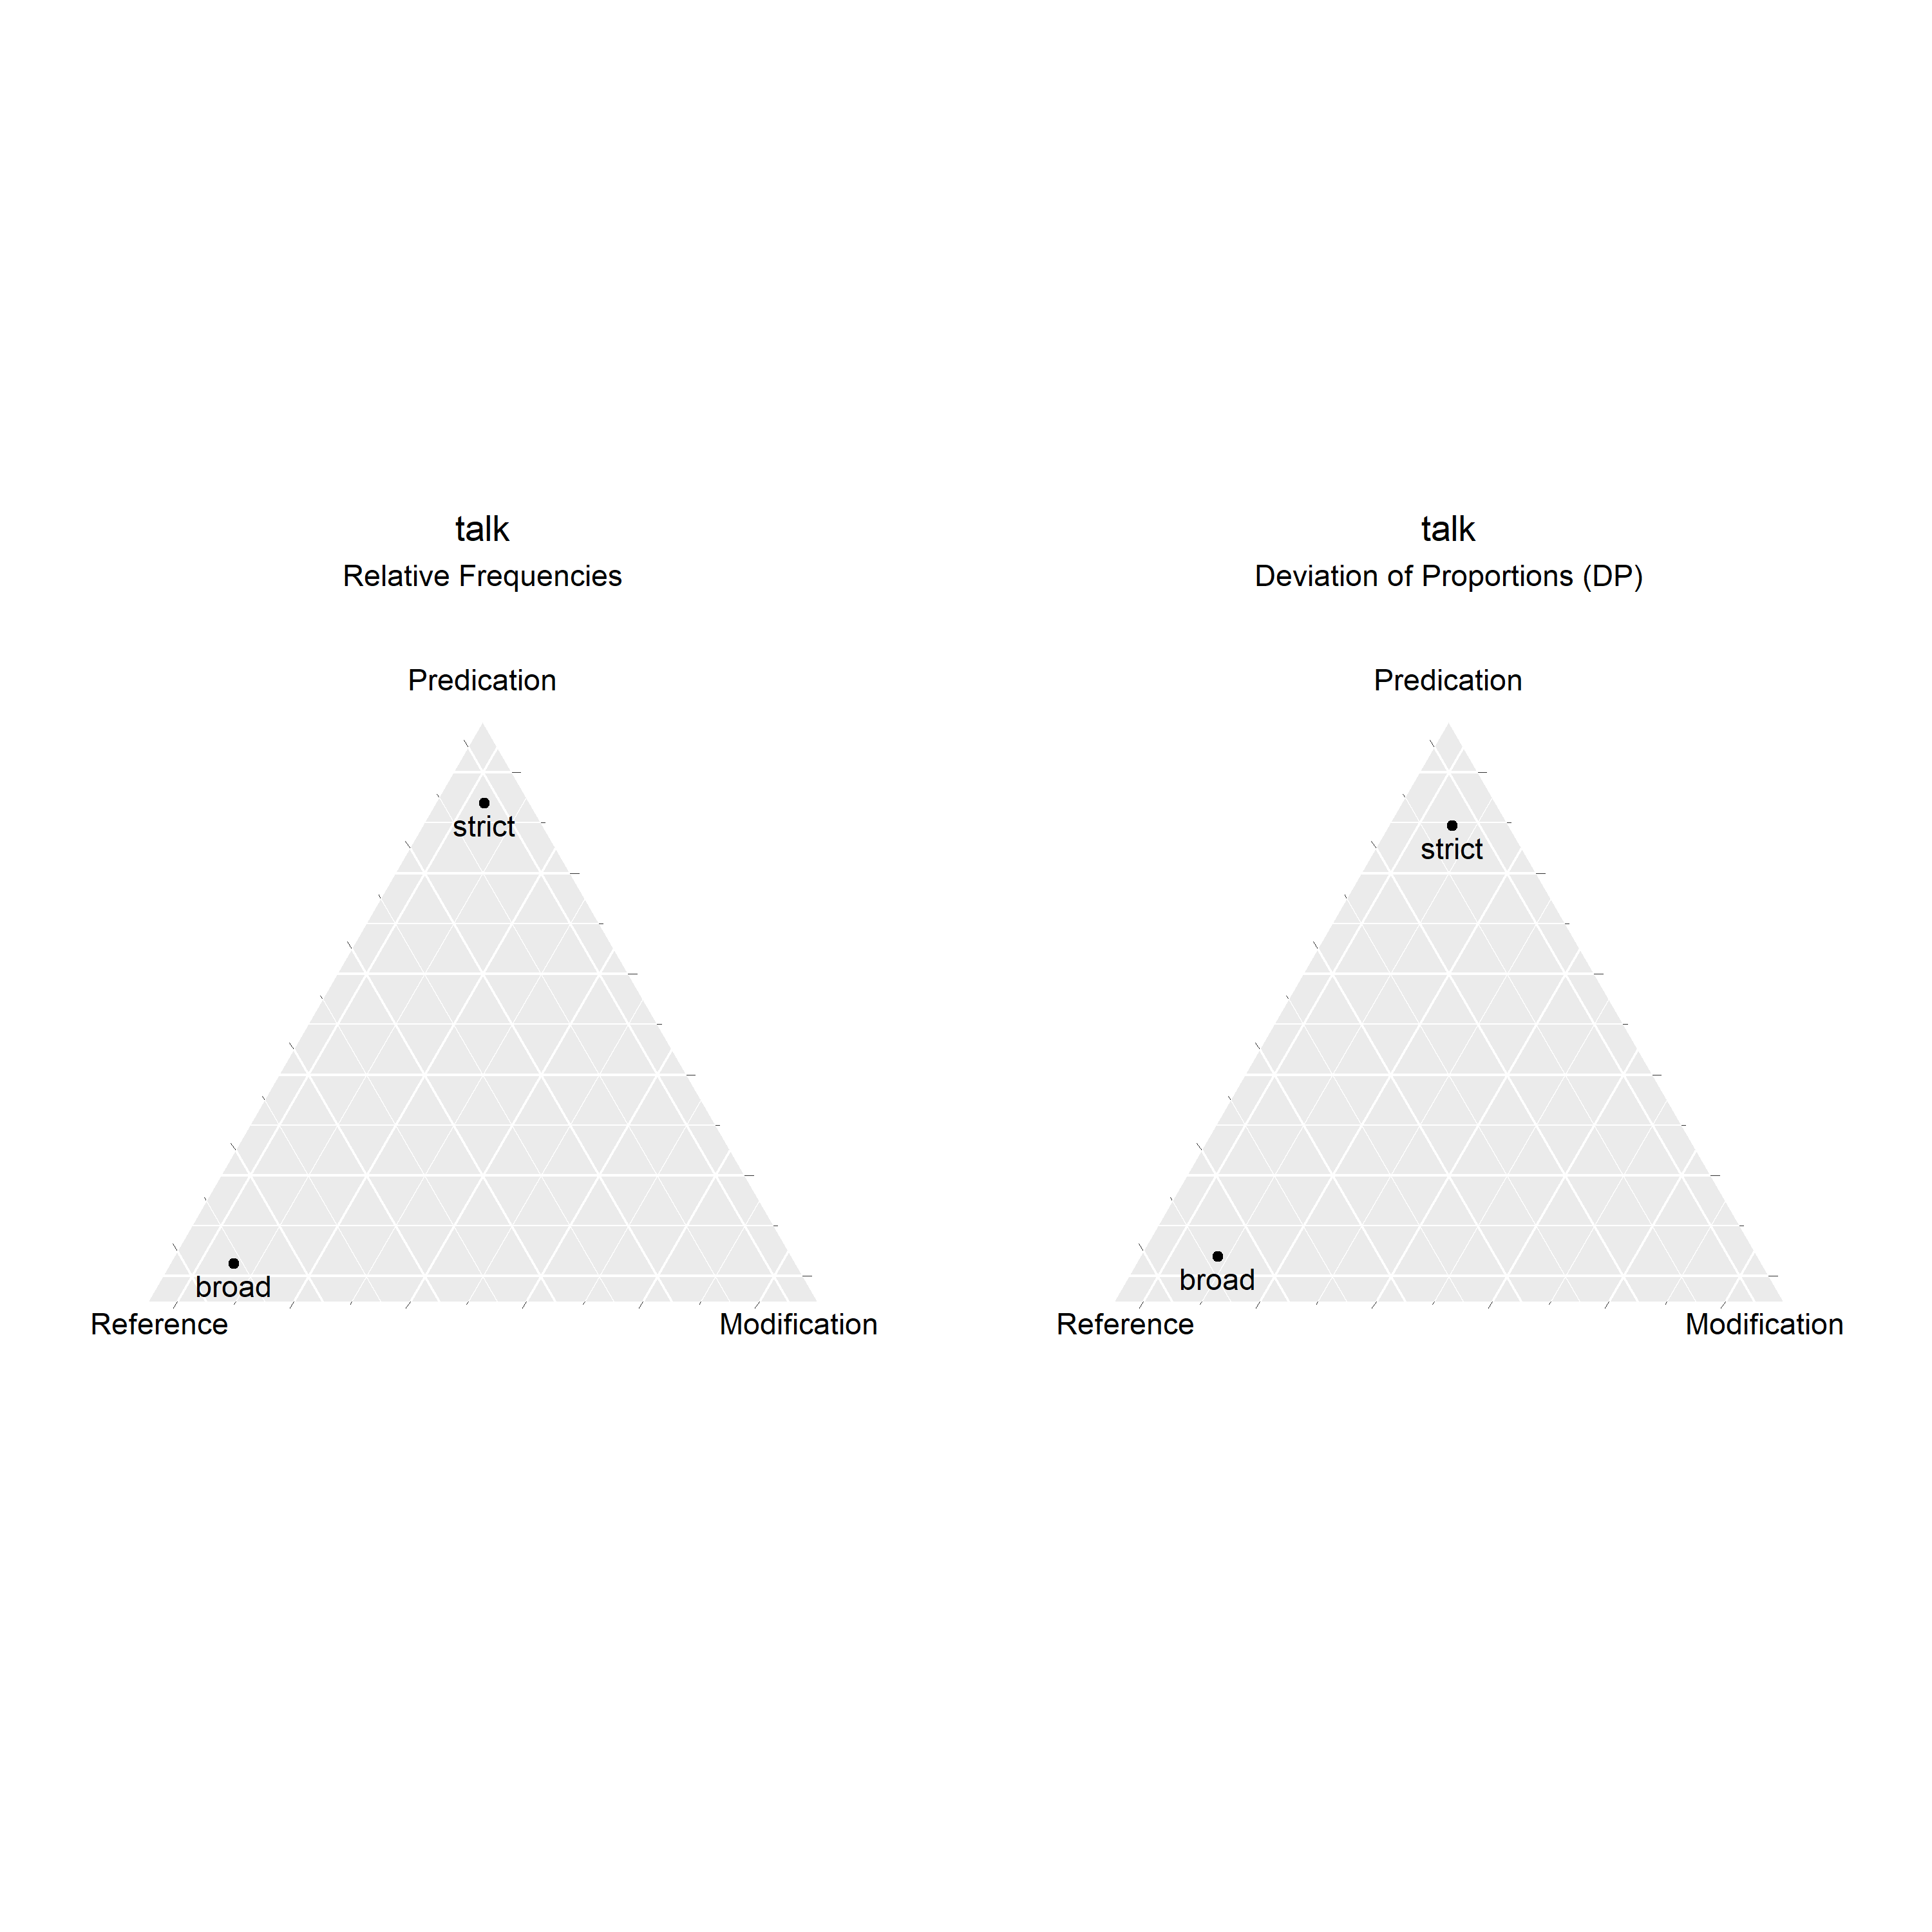 talk
Relative Frequencies
Predication
strict
broad
Reference
Modification
talk
Deviation of Proportions (DP)
Predication
strict
broad
Reference
Modification